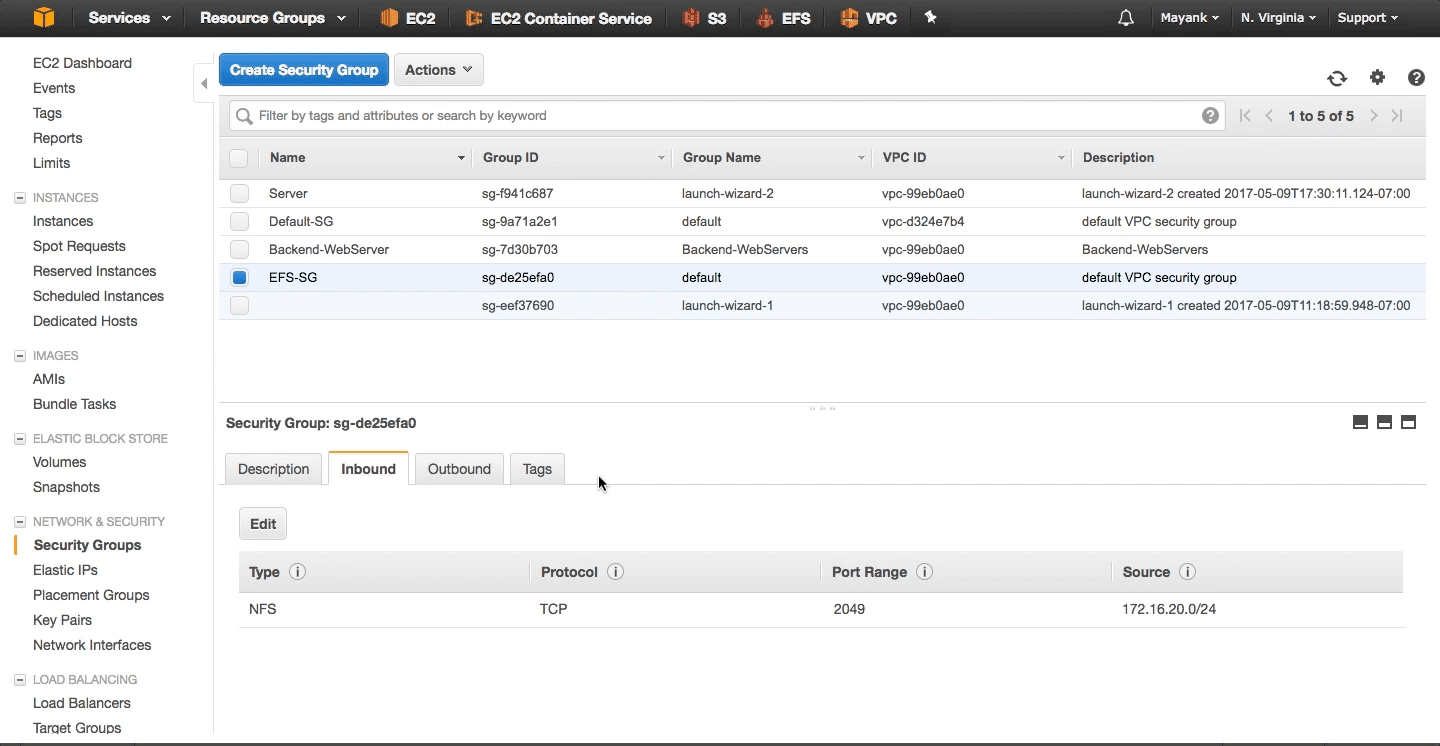 Services Resource Groups EC2 EC2 Container Service S3 EFS VPC Mayank N. Virginia Support
EC2 Dashboard
Events
Tags
Reports
Limits
INSTANCES
Instances
Spot Requests
Reserved Instances
Scheduled Instances
Dedicated Hosts
IMAGES
AMIs
Bundle Tasks
ELASTIC BLOCK STORE
Volumes
Snapshots
NETWORK & SECURITY
Security Groups
Elastic IPs
Placement Groups
Key Pairs
Network Interfaces
LOAD BALANCING
Load Balancers
Target Groups
Create Security Group Actions
Filter by tags and attributes or search by keyword 1 to 5 of 5
Name Group ID Group Name VPC ID Description
Server sg-f941c687 launch-wizard-2 vpc-99eb0ae0 launch-wizard-2 created 2017-05-09T17:30:11.124-07:00
Default-SG sg-9a71a2e1 default vpc-d324e7b4 default VPC security group
Backend-WebServer sg-7d30b703 Backend-WebServers vpc-99eb0ae0 Backend-WebServers
EFS-SG sg-de25efa0 default vpc-99eb0ae0 default VPC security group
sg-eef37690 launch-wizard-1 vpc-99eb0ae0 launch-wizard-1 created 2017-05-09T11:18:59.948-07:00
Security Group: sg-de25efa0
Description Inbound Outbound Tags
Edit
Type Protocol Port Range Source
NFS TCP 2049 172.16.20.0/24